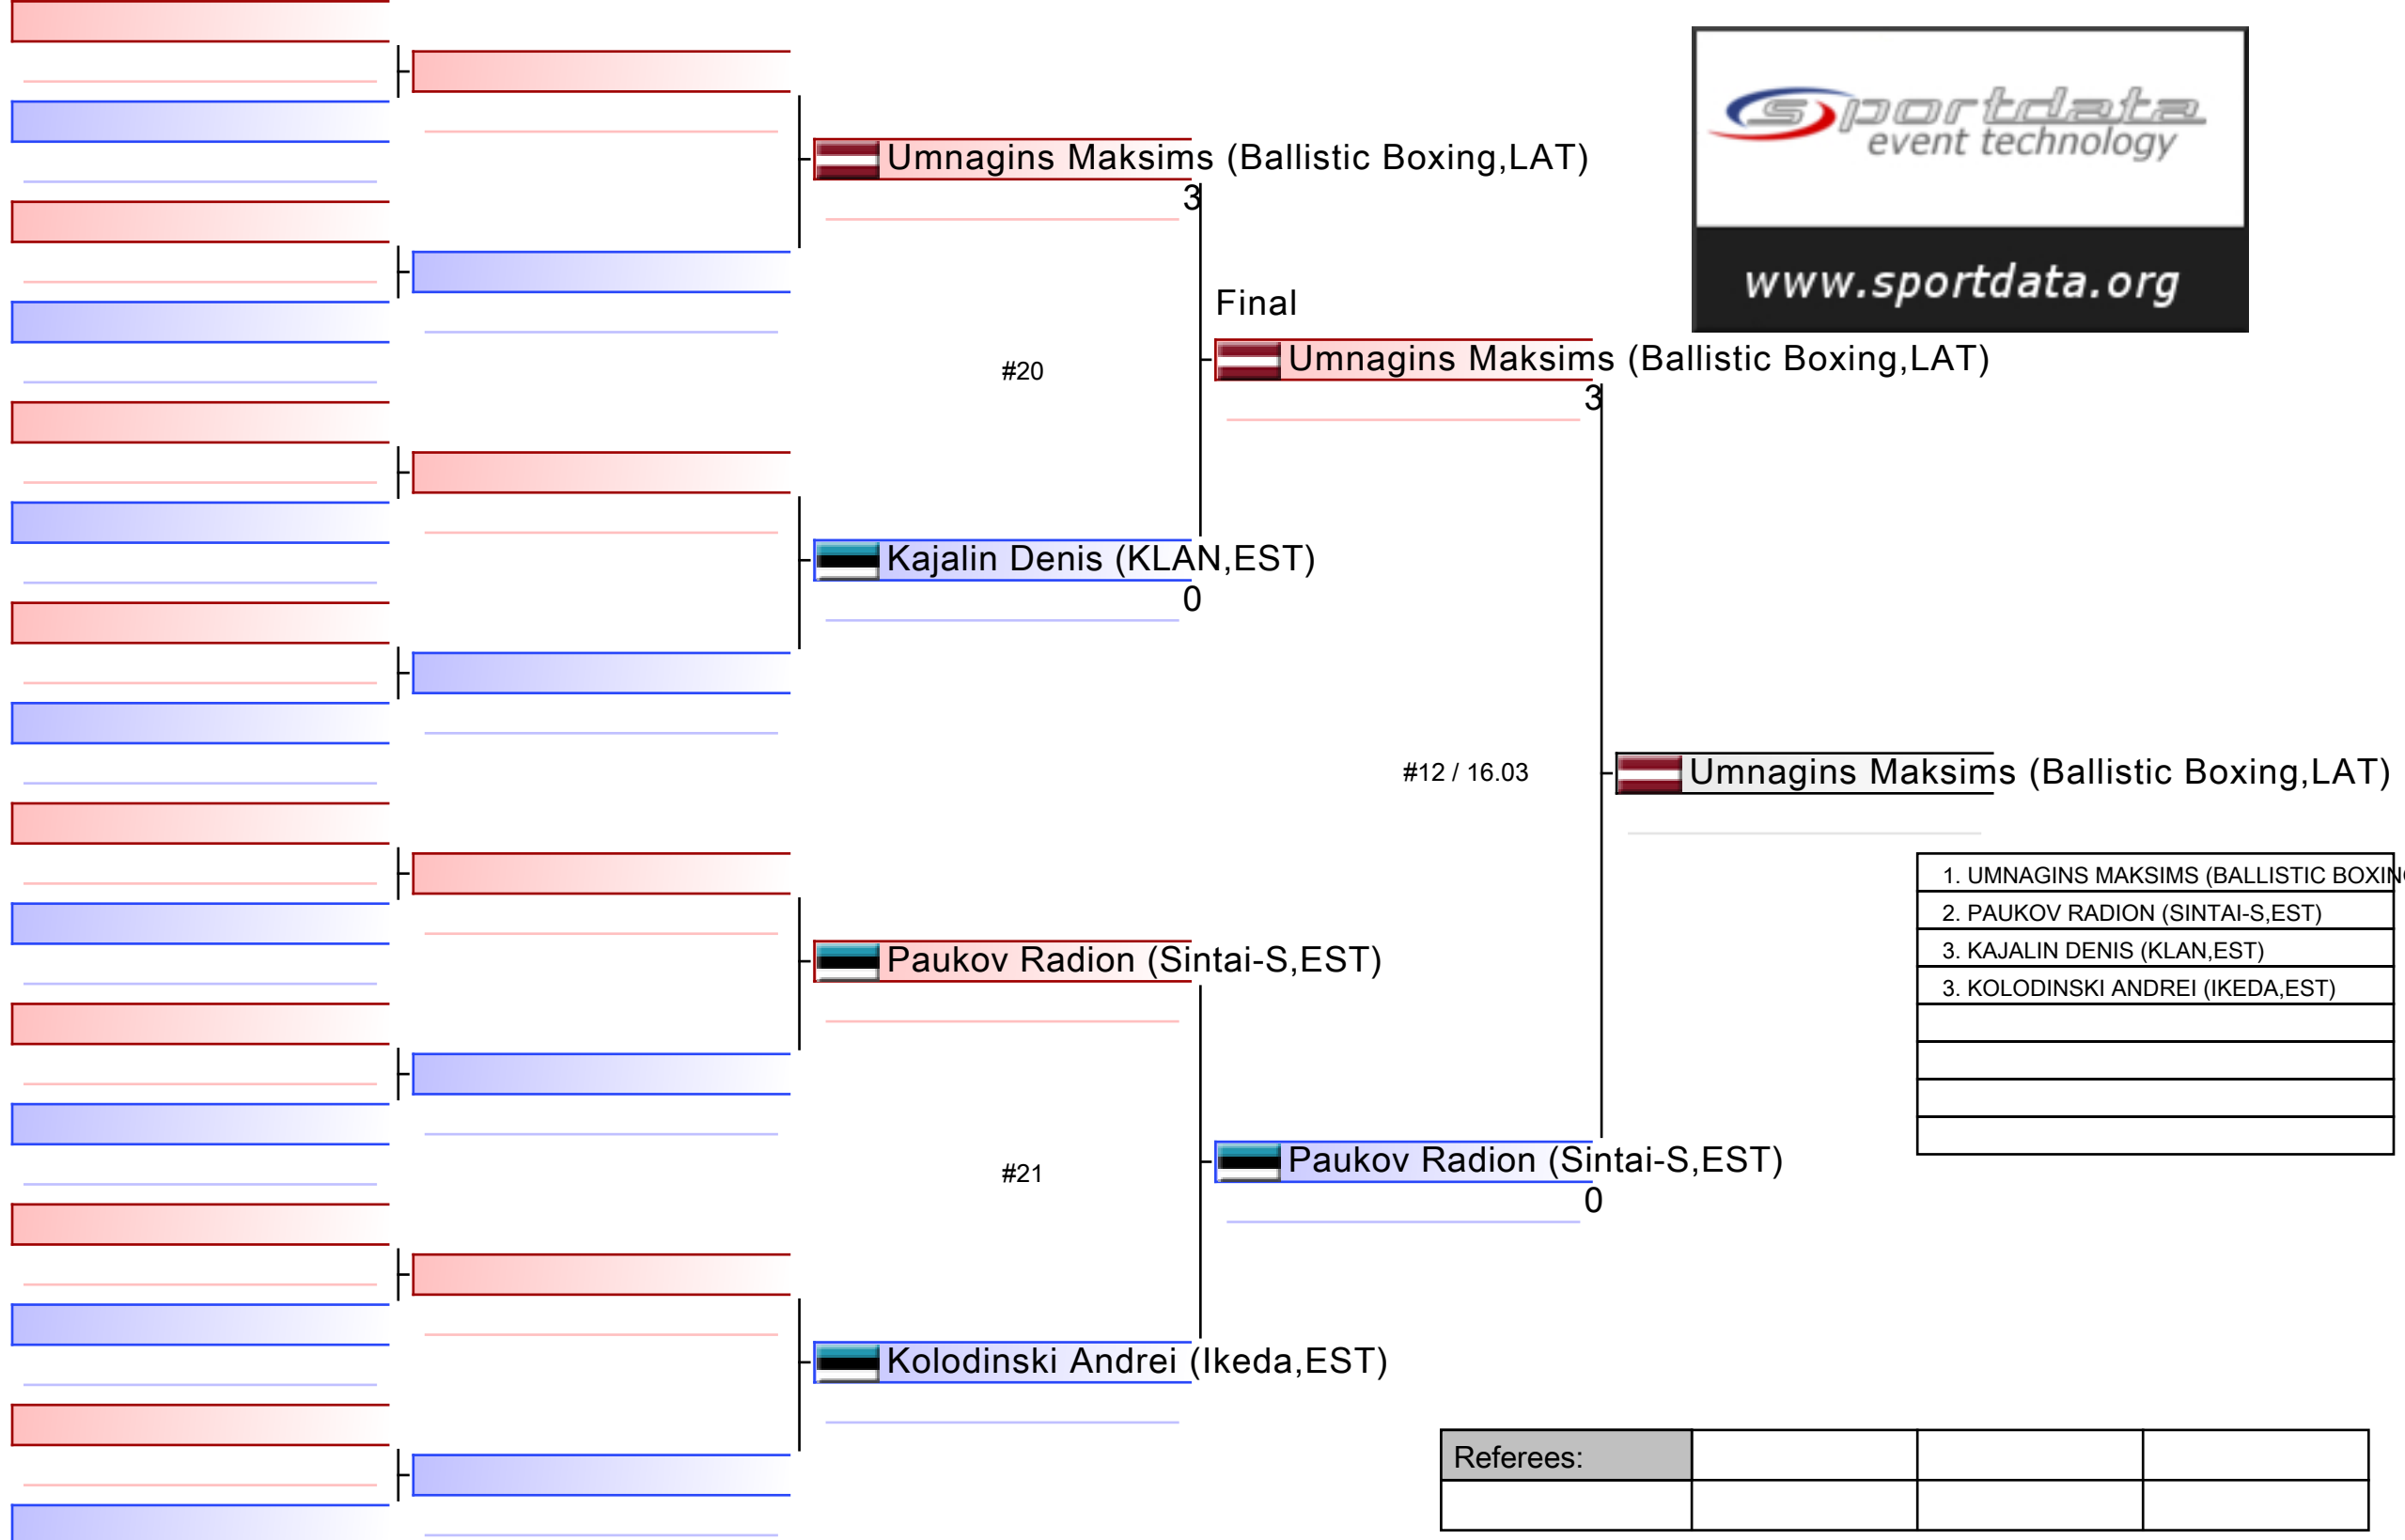 sportdata
event technology
www.sportdata.org
Umnagins Maksims (Ballistic Boxing,LAT)
3
Final
#20
Umnagins Maksims (Ballistic Boxing,LAT)
3
Kajalin Denis (KLAN,EST)
0
#12 / 16.03
Umnagins Maksims (Ballistic Boxing,LAT)
1. UMNAGINS MAKSIMS (BALLISTIC BOXIN
2. PAUKOV RADION (SINTAI-S,EST)
3. KAJALIN DENIS (KLAN,EST)
3. KOLODINSKI ANDREI (IKEDA,EST)
Paukov Radion (Sintai-S,EST)
#21
Paukov Radion (Sintai-S,EST)
0
Kolodinski Andrei (Ikeda,EST)
Referees: